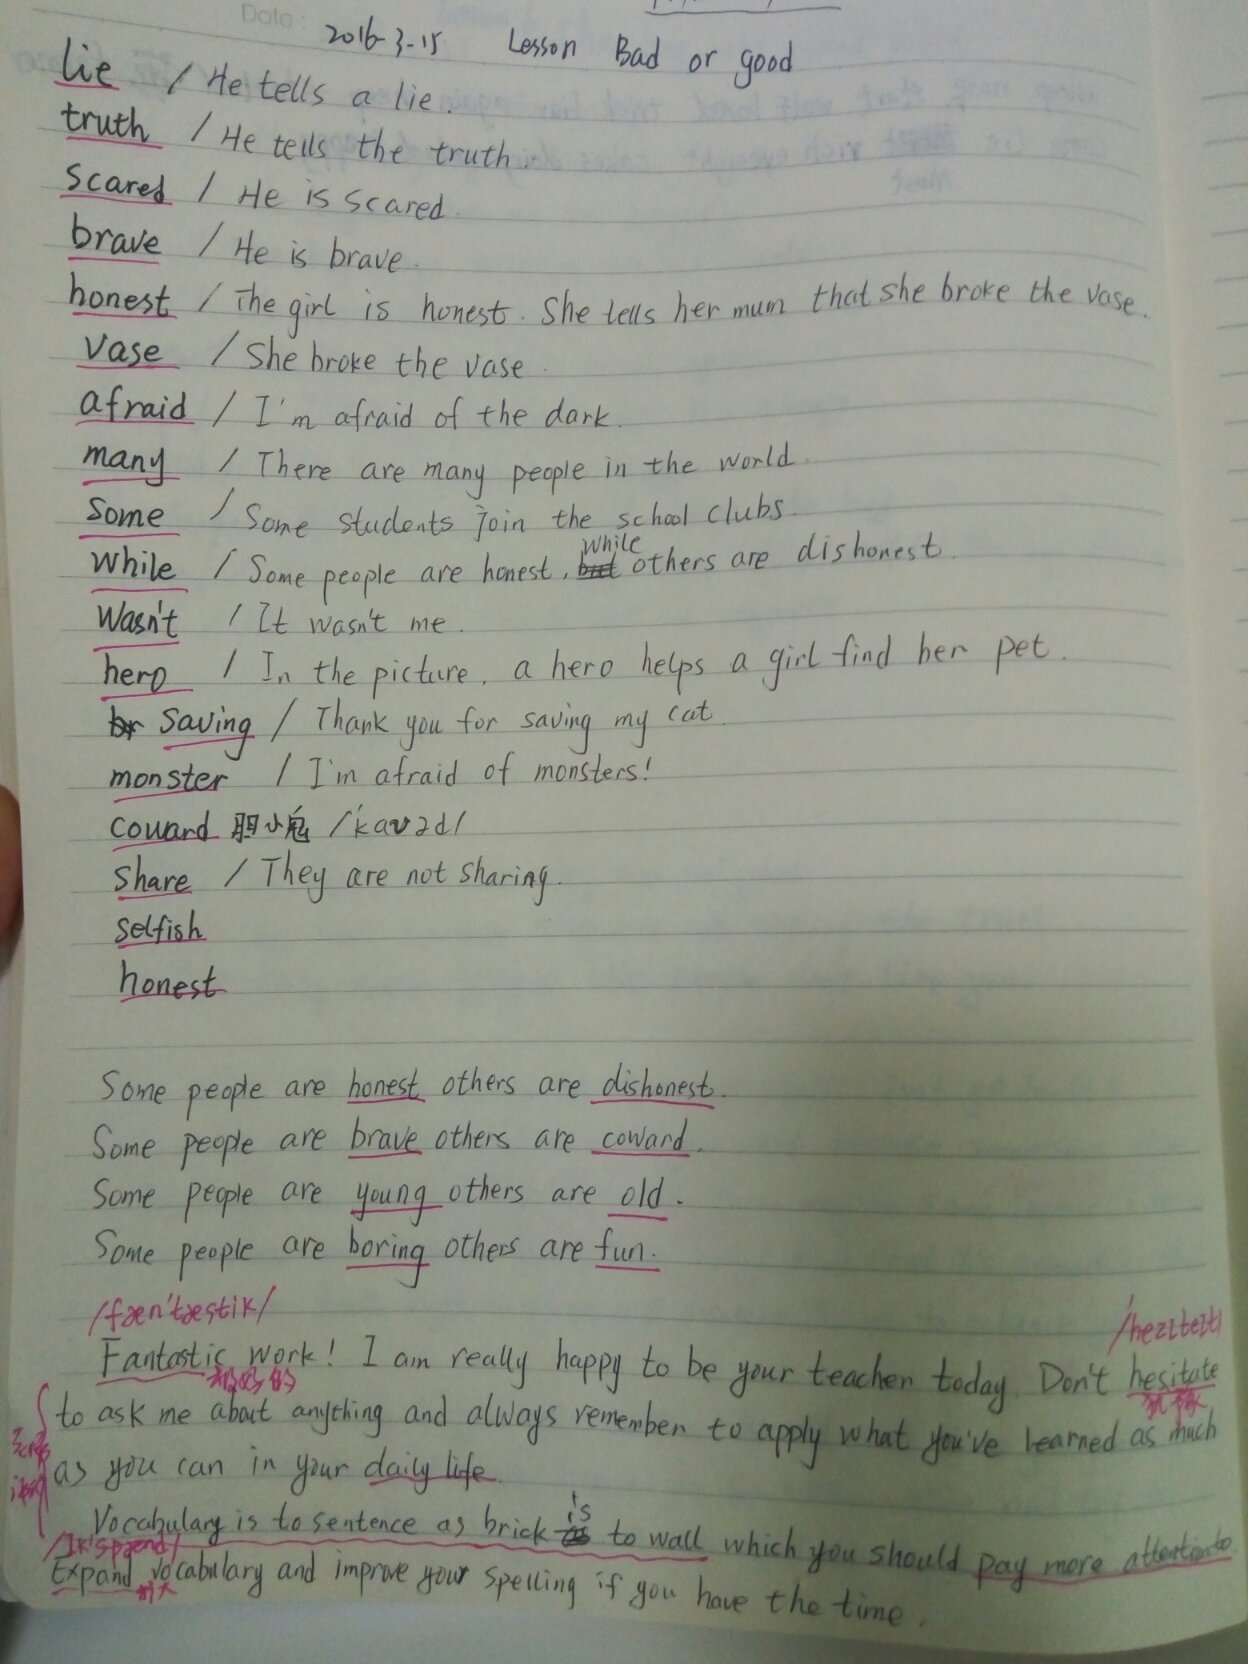 Date:
2016-3-15 Lesson Bad or good
lie / He tells a lie.
truth / He tells the truth.
scared / He is scared.
brave / He is brave.
honest / The girl is honest. She tells her mum that she broke the vase.
vase / She broke the vase.
afraid / I'm afraid of the dark.
many / There are many people in the world.
Some / Some students join the school clubs.
while
While / Some people are honest, but others are dishonest.
Wasn't / It wasn't me.
hero / In the picture, a hero helps a girl find her pet.
br saving / Thank you for saving my cat.
monster / I'm afraid of monsters!
coward 胆小鬼 /'kaʊəd/
share / They are not sharing.
selfish
honest
Some people are honest others are dishonest.
Some people are brave others are coward.
Some people are young others are old.
Some people are boring others are fun.
/fæn'tæstik/
/'hezɪteɪt/
Fantastic work! I am really happy to be your teacher today. Don't hesitate
极好的
犹豫
to ask me about anything and always remember to apply what you've learned as much
as you can in your daily life.
is
Vocabulary is to sentence as brick as to wall which you should pay more attention to.
/ɪk'spænd/
Expand vocabulary and improve your spelling if you have the time.
扩大